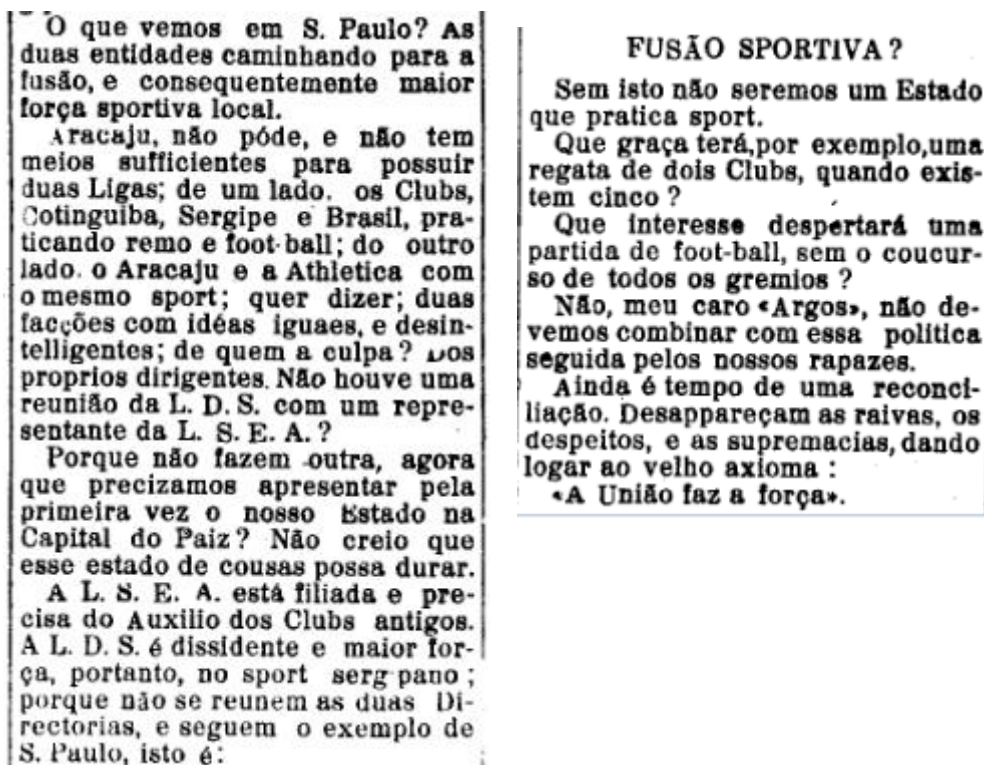 O que vemos em S. Paulo? As
duas entidades caminhando para a
fusão, e consequentemente maior
força sportiva local.
Aracaju, não póde, e não tem
meios sufficientes para possuir
duas Ligas; de um lado. os Clubs,
Cotinguiba, Sergipe e Brasil, pra-
ticando remo e foot-ball; do outro
lado. o Aracaju e a Athletica com
o mesmo sport; quer dizer; duas
facções com idéas iguaes, e desin-
telligentes; de quem a culpa? Dos
proprios dirigentes. Não houve uma
reunião da L. D. S. com um repre-
sentante da L. S. E. A.?
Porque não fazem outra, agora
que precizamos apresentar pela
primeira vez o nosso Estado na
Capital do Paiz? Não creio que
esse estado de cousas possa durar.
A L. S. E. A. está filiada e pre-
cisa do Auxilio dos Clubs antigos.
A L. D. S. é dissidente e maior for-
ça, portanto, no sport serg pano;
porque não se reunem as duas Di-
rectorias, e seguem o exemplo de
S. Paulo, isto é:
FUSÃO SPORTIVA?
Sem isto não seremos um Estado
que pratica sport.
Que graça terá,por exemplo,uma
regata de dois Clubs, quando exis-
tem cinco?
Que interesse despertará uma
partida de foot-ball, sem o coucur-
so de todos os gremios?
Não, meu caro «Argos», não de-
vemos combinar com essa politica
seguida pelos nossos rapazes.
Ainda é tempo de uma reconci-
liação. Desappareçam as raivas, os
despeitos, e as supremacias, dando
logar ao velho axioma:
«A União faz a força».